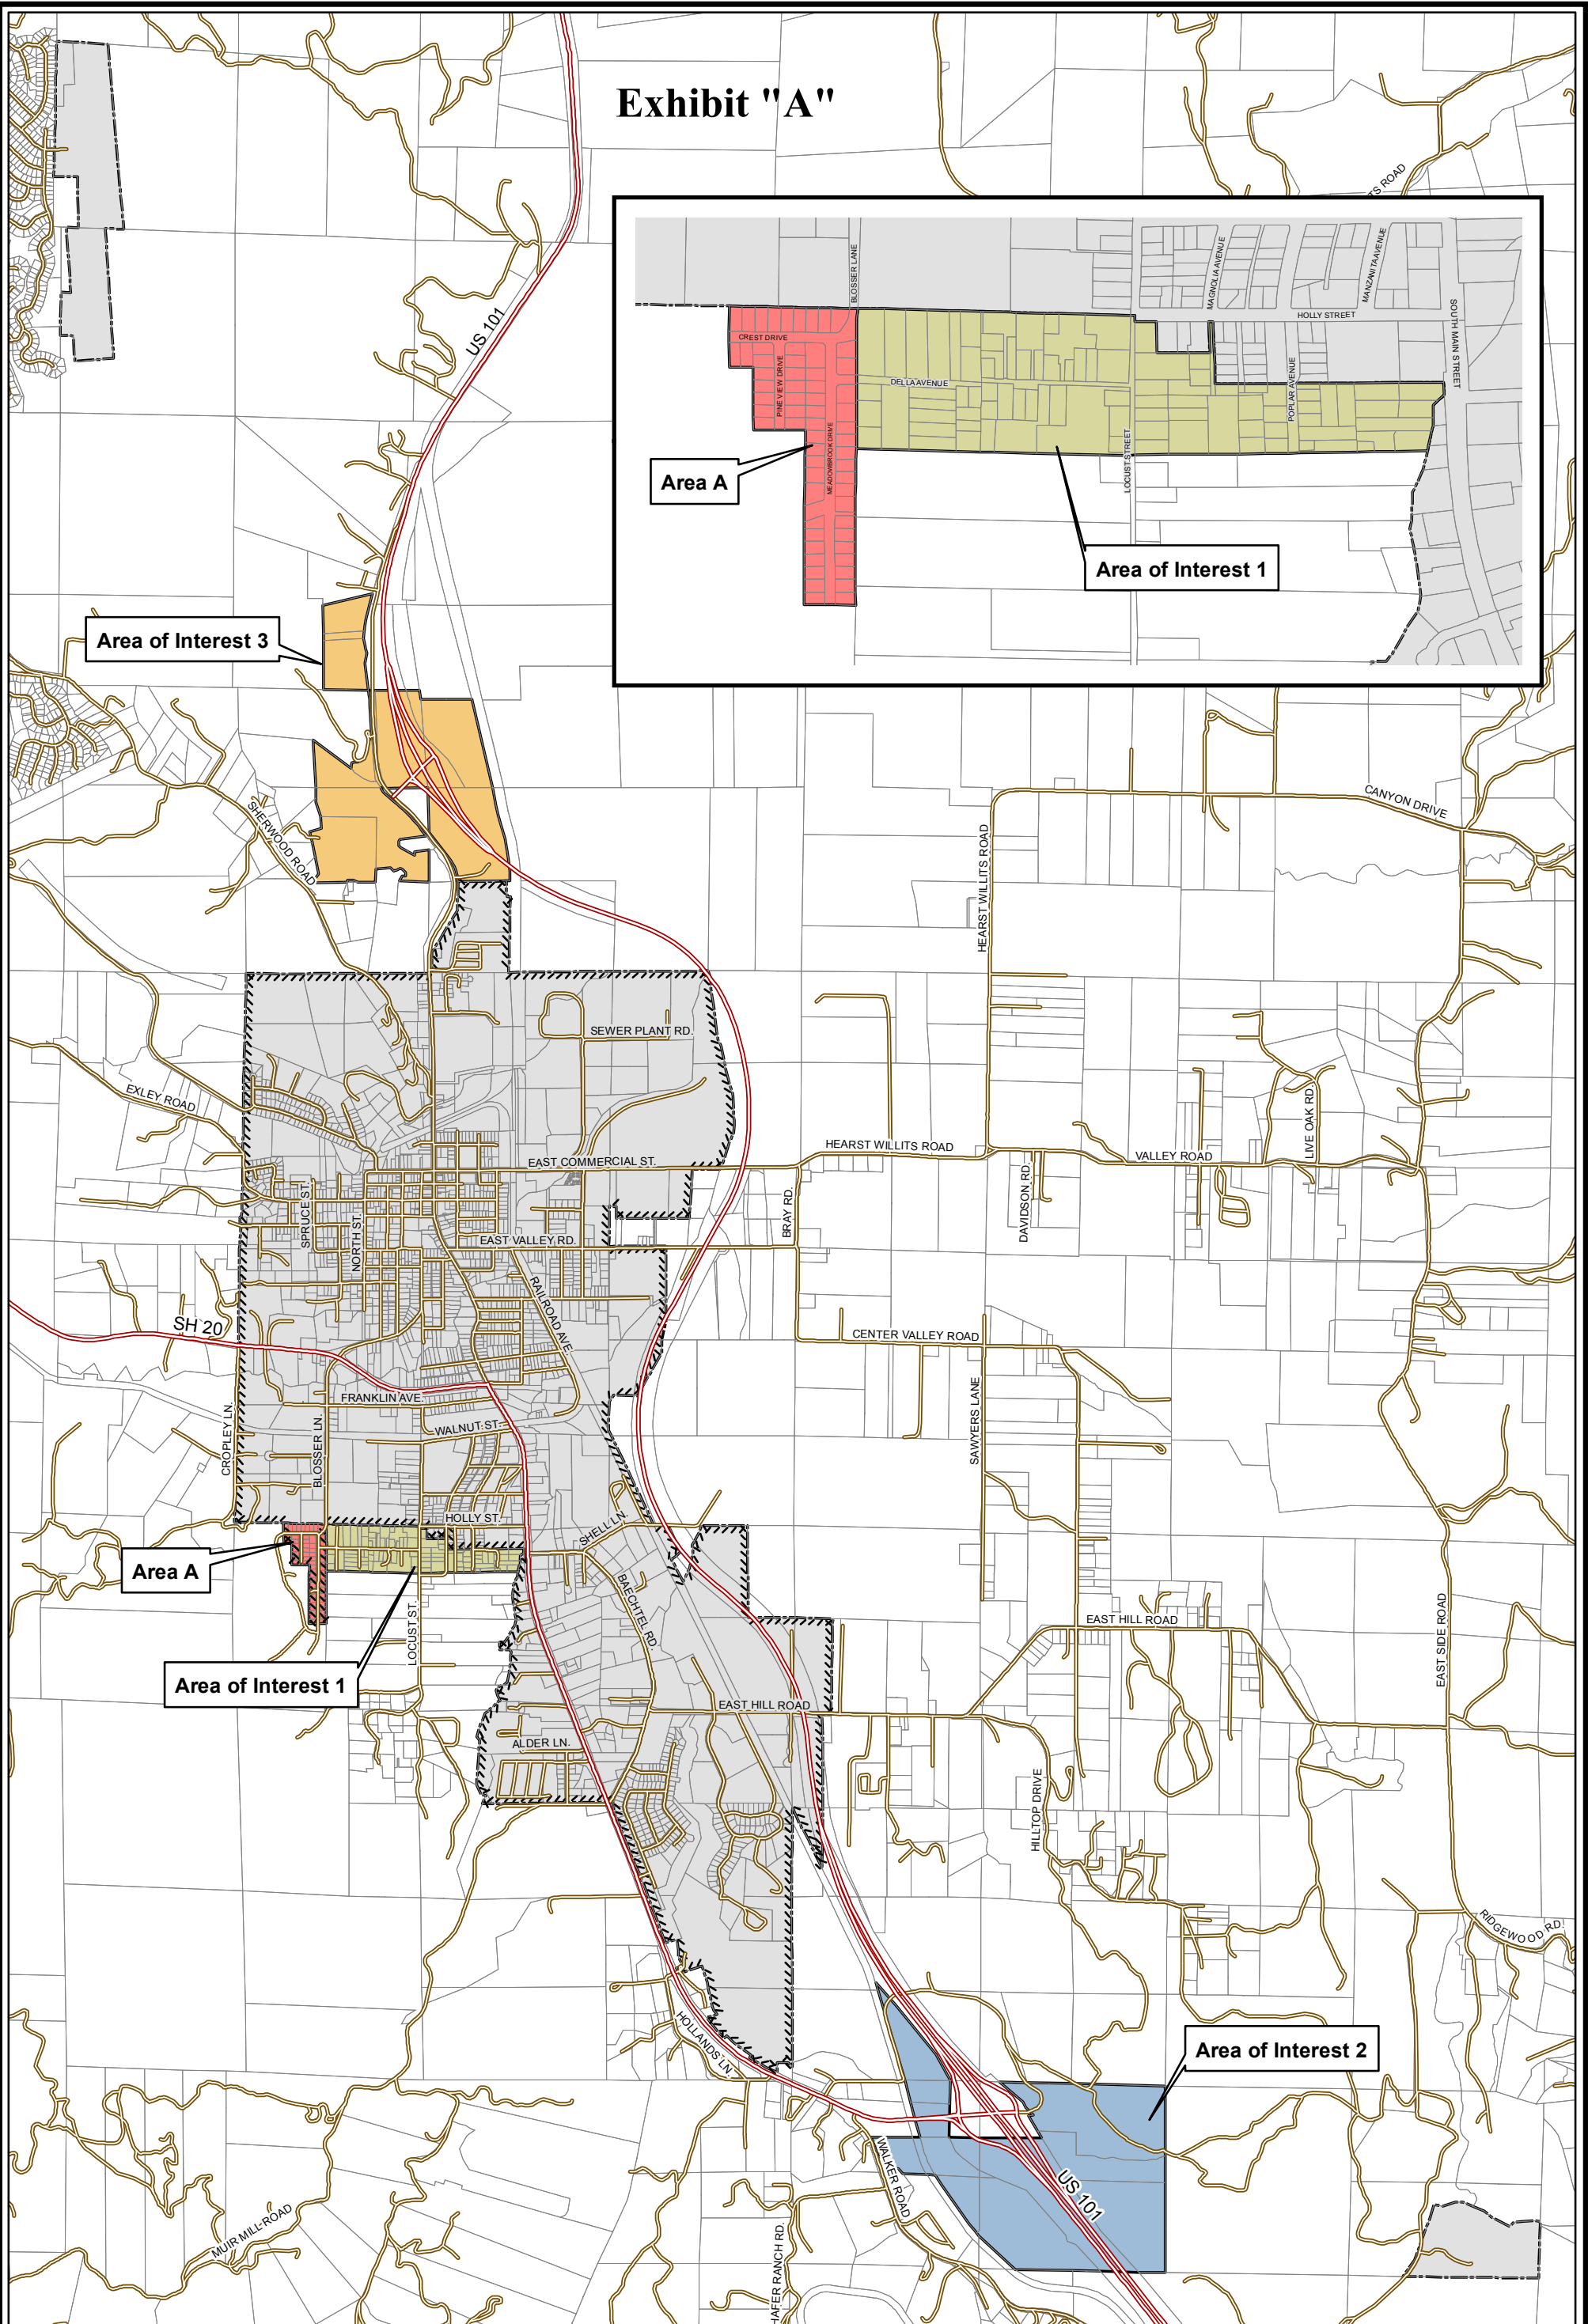 Exhibit "A"
TS ROAD
US 101
BLOSSER LANE
MAGNOLIA AVENUE
MANZANITA AVENUE
HOLLY STREET
SOUTH MAIN STREET
CREST DRIVE
PINE VIEW DRIVE
DELLA AVENUE
POPLAR AVENUE
MEADOWBROOK DRIVE
LOCUST STREET
Area A
Area of Interest 1
Area of Interest 3
CANYON DRIVE
SHERWOOD ROAD
HEARST WILLITS ROAD
SEWER PLANT RD.
EXLEY ROAD
LIVE OAK RD.
HEARST WILLITS ROAD
VALLEY ROAD
EAST COMMERCIAL ST.
DAVIDSON RD.
BRAY RD.
SPRUCE ST.
NORTH ST.
EAST VALLEY RD.
RAILROAD AVE.
SH 20
CENTER VALLEY ROAD
FRANKLIN AVE.
WALNUT ST.
CROPLEY LN.
BLOSSER LN.
SAWYERS LANE
HOLLY ST.
SHELL LN.
Area A
BAECHTEL RD.
LOCUST ST.
EAST HILL ROAD
EAST SIDE ROAD
Area of Interest 1
EAST HILL ROAD
ALDER LN.
HILLTOP DRIVE
RIDGEWOOD RD.
HOLLANDS LN.
Area of Interest 2
WALKER ROAD
US 101
MUIR MILL ROAD
HAFER RANCH RD.